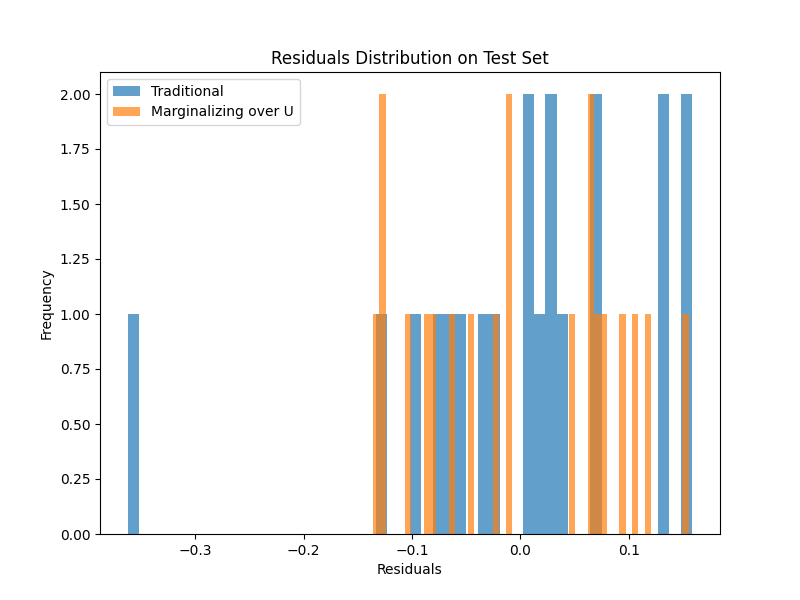 Residuals Distribution on Test Set
Traditional
Marginalizing over U
2.00
1.75
1.50
1.25
1.00
0.75
0.50
0.25
0.00
Frequency
−0.3
−0.2
−0.1
0.0
0.1
Residuals